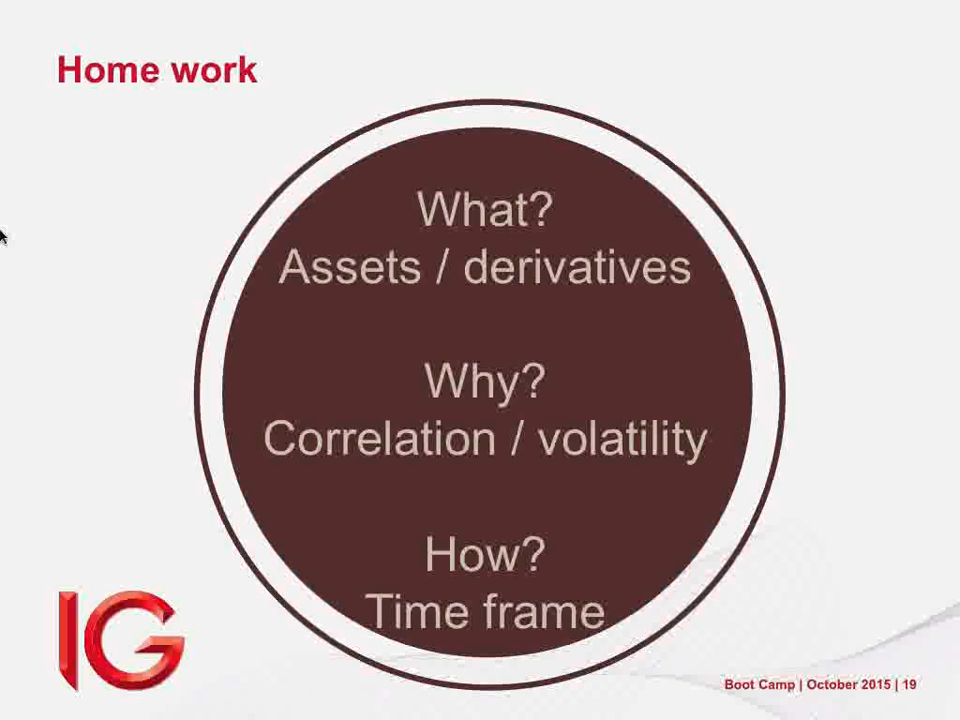 Home work
What?
Assets / derivatives
Why?
Correlation / volatility
How?
Time frame
IG
Boot Camp | October 2015 | 19